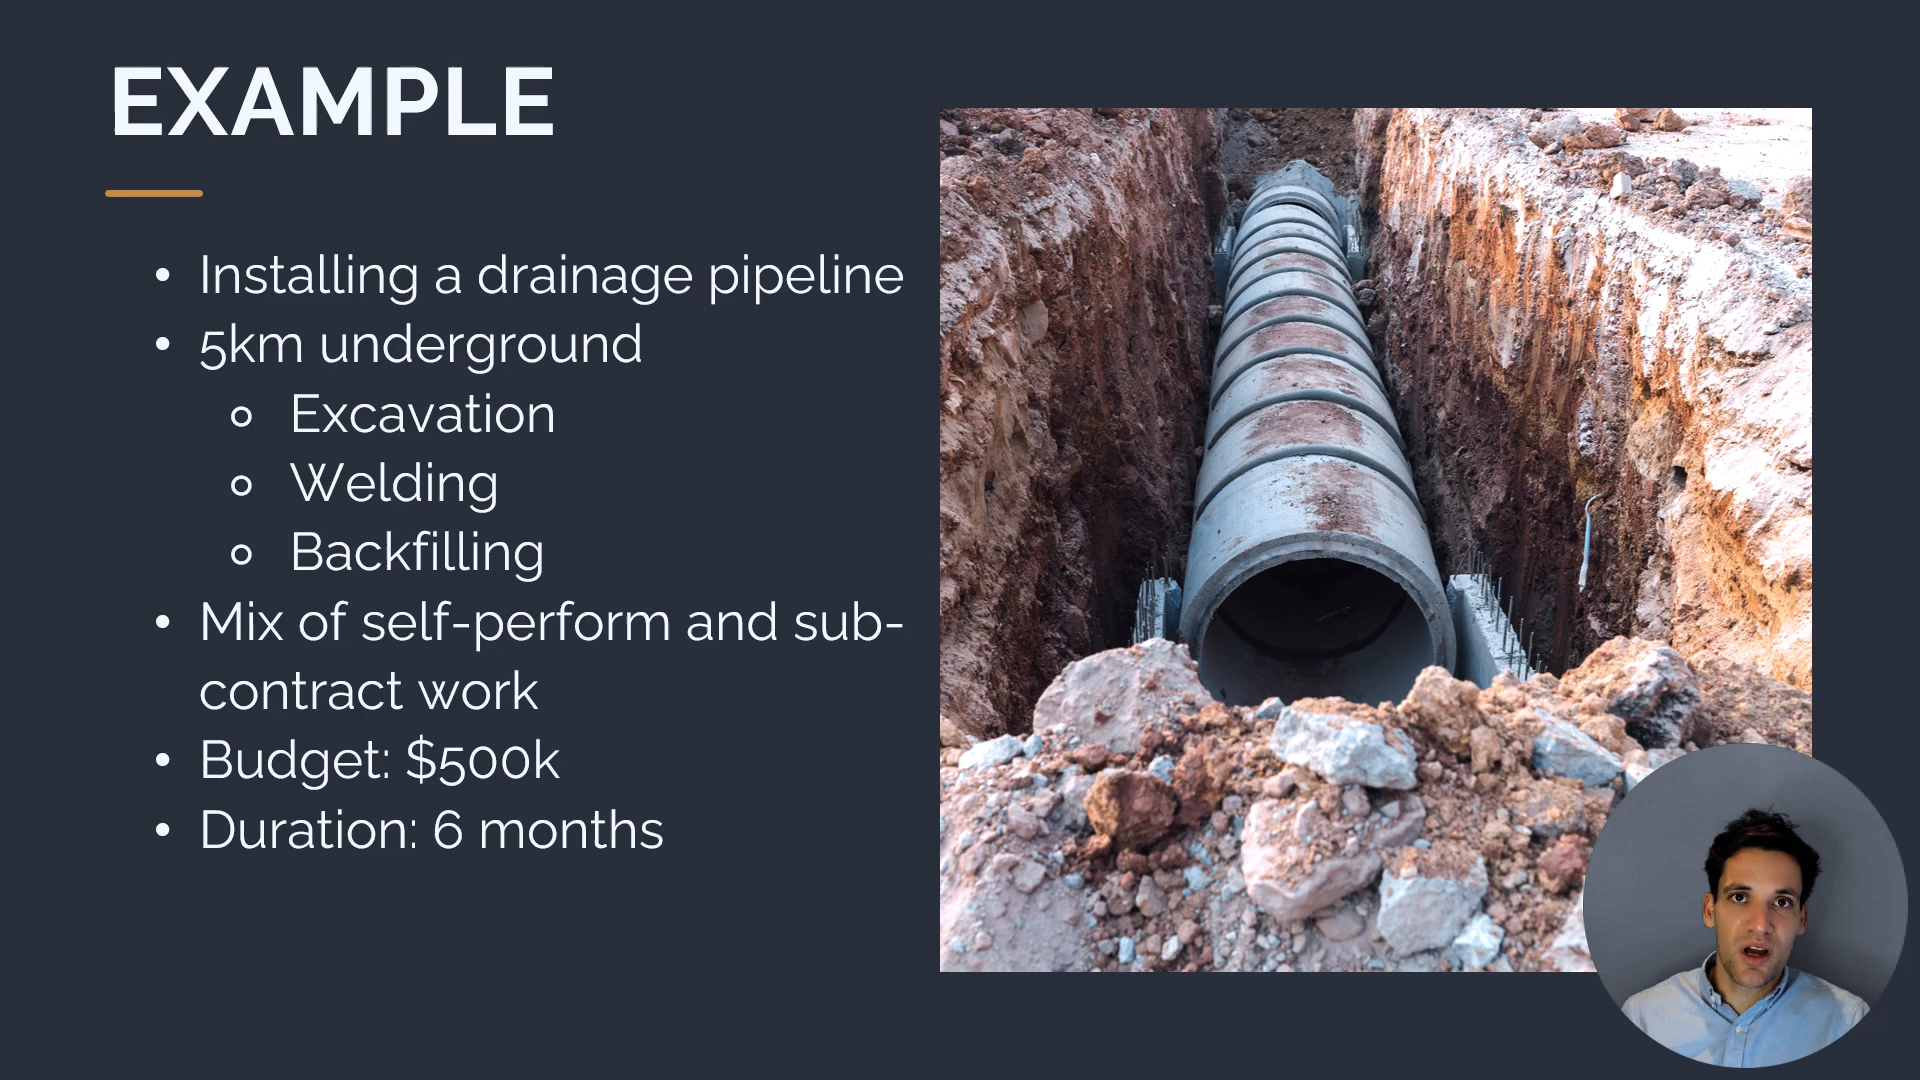 EXAMPLE
• Installing a drainage pipeline
• 5km underground
○ Excavation
○ Welding
○ Backfilling
• Mix of self-perform and sub-
contract work
• Budget: $500k
• Duration: 6 months